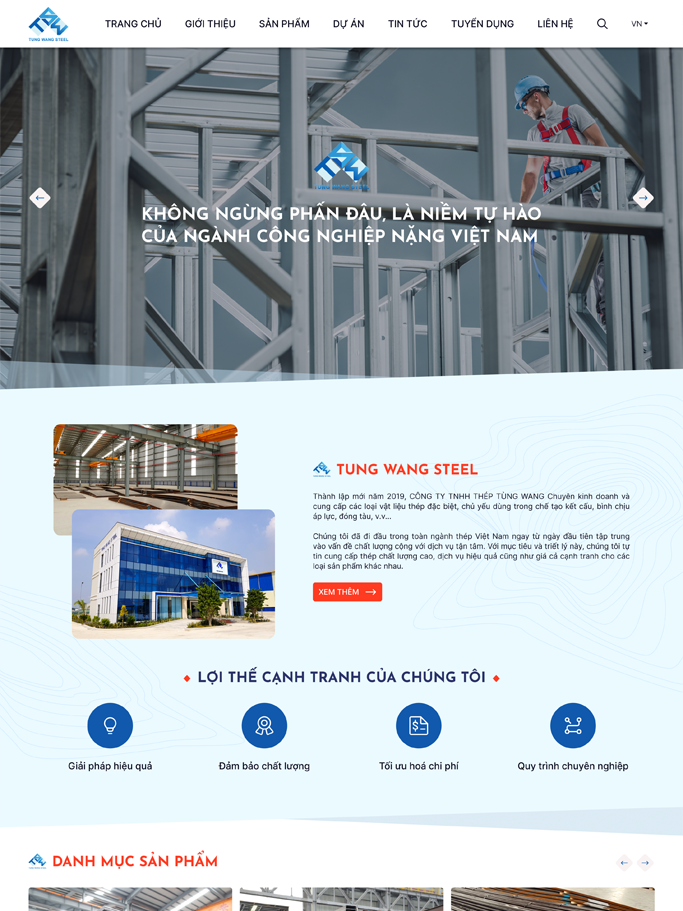 TUNG WANG STEEL
TRANG CHỦ
GIỚI THIỆU
SẢN PHẨM
DỰ ÁN
TIN TỨC
TUYỂN DỤNG
LIÊN HỆ
VN
TUNG WANG STEEL
KHÔNG NGỪNG PHẤN ĐẤU, LÀ NIỀM TỰ HÀO
CỦA NGÀNH CÔNG NGHIỆP NẶNG VIỆT NAM
TUNG WANG STEEL
Thành lập mới năm 2019, CÔNG TY TNHH THÉP TÙNG WANG Chuyên kinh doanh và
cung cấp các loại vật liệu thép đặc biệt, chủ yếu dùng trong chế tạo kết cấu, bình chịu
áp lực, đóng tàu, v.v...
Chúng tôi đã đi đầu trong toàn ngành thép Việt Nam ngay từ ngày đầu tiên tập trung
vào vấn đề chất lượng cộng với dịch vụ tận tâm. Với mục tiêu và triết lý này, chúng tôi tự
tin cung cấp thép chất lượng cao, dịch vụ hiệu quả cũng như giá cả cạnh tranh cho các
loại sản phẩm khác nhau.
XEM THÊM
LỢI THẾ CẠNH TRANH CỦA CHÚNG TÔI
Giải pháp hiệu quả
Đảm bảo chất lượng
Tối ưu hoá chi phí
Quy trình chuyên nghiệp
DANH MỤC SẢN PHẨM